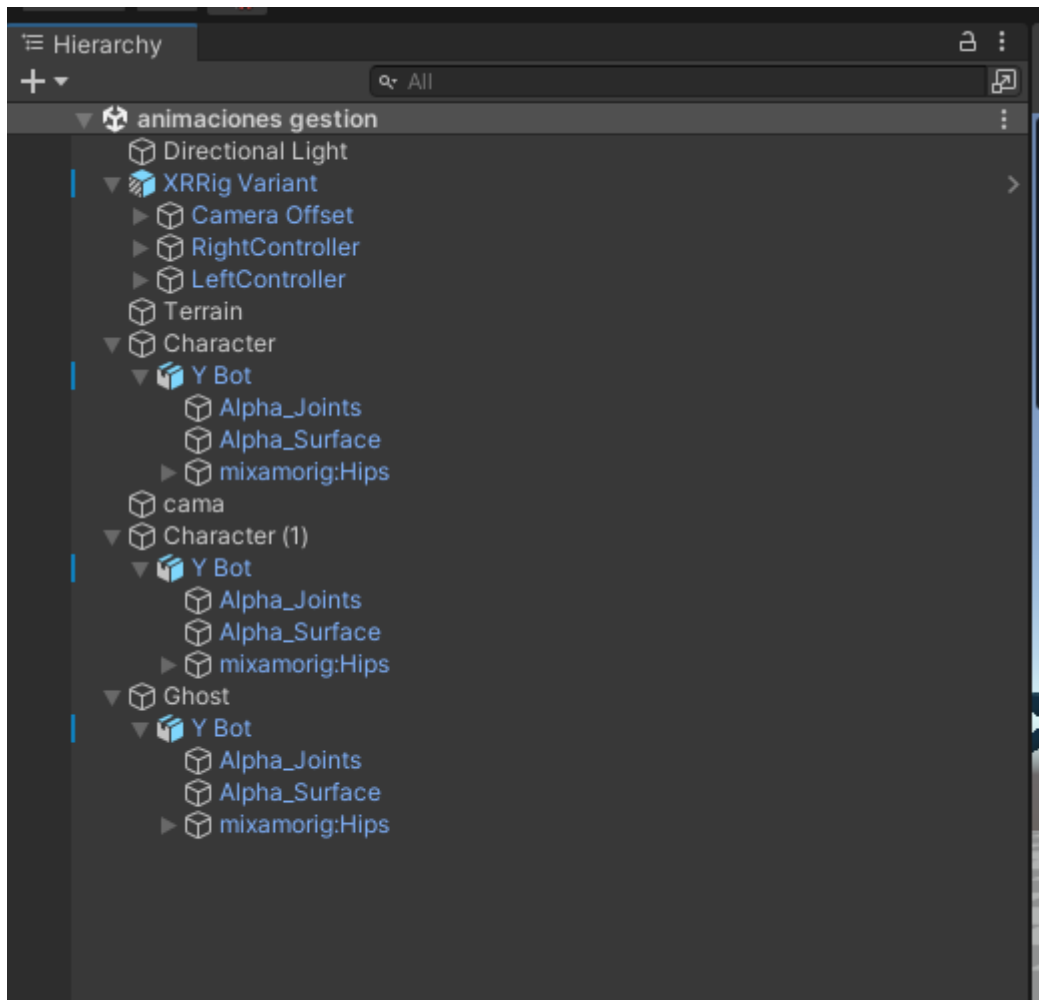 Hierarchy
All
animaciones gestion
Directional Light
XRRig Variant
Camera Offset
RightController
LeftController
Terrain
Character
Y Bot
Alpha_Joints
Alpha_Surface
mixamorig:Hips
cama
Character (1)
Y Bot
Alpha_Joints
Alpha_Surface
mixamorig:Hips
Ghost
Y Bot
Alpha_Joints
Alpha_Surface
mixamorig:Hips